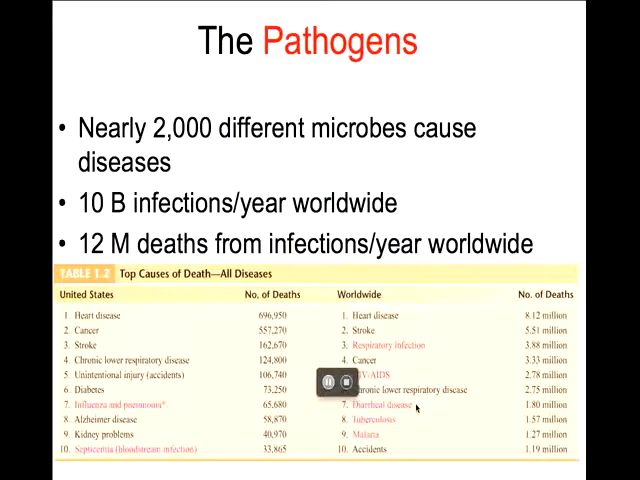 The Pathogens
• Nearly 2,000 different microbes cause
diseases
• 10 B infections/year worldwide
• 12 M deaths from infections/year worldwide
TABLE 1.2 Top Causes of Death—All Diseases
United States No. of Deaths Worldwide No. of Deaths
1. Heart disease 696,950 1. Heart disease 8.12 million
2. Cancer 557,270 2. Stroke 5.51 million
3. Stroke 162,670 3. Respiratory infection 3.88 million
4. Chronic lower respiratory disease 124,800 4. Cancer 3.33 million
5. Unintentional injury (accidents) 106,740 HIV/AIDS 2.78 million
6. Diabetes 73,250 Chronic lower respiratory disease 2.75 million
7. Influenza and pneumonia* 65,680 7. Diarrheal disease 1.80 million
8. Alzheimer disease 58,870 8. Tuberculosis 1.57 million
9. Kidney problems 40,970 9. Malaria 1.27 million
10. Septicemia (bloodstream infection) 33,865 10. Accidents 1.19 million